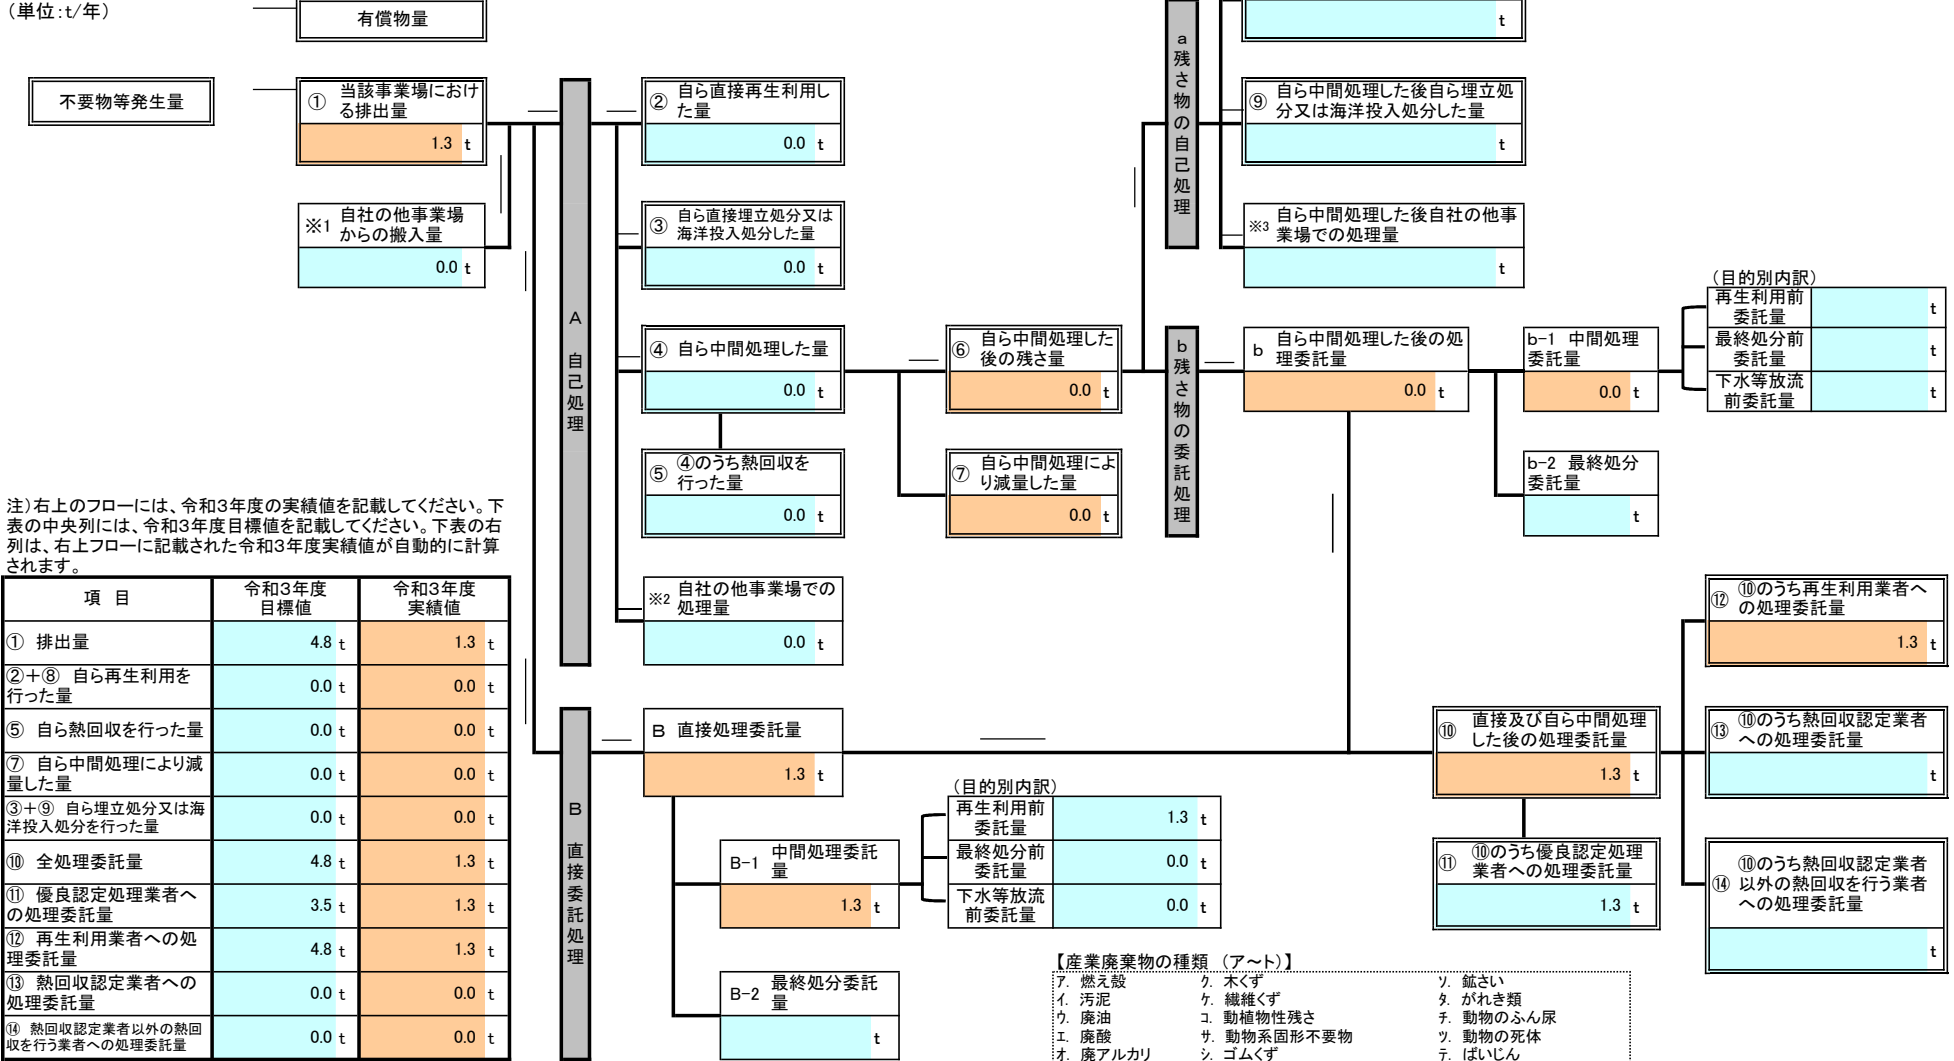 (単位:t/年)
有償物量
t
不要物等発生量
① 当該事業場におけ
る排出量
1.3 t
※1 自社の他事業場
からの搬入量
0.0 t
A 自己処理
② 自ら直接再生利用し
た量
0.0 t
③ 自ら直接埋立処分又は
海洋投入処分した量
0.0 t
④ 自ら中間処理した量
0.0 t
⑤ ④のうち熱回収を
行った量
0.0 t
※2 自社の他事業場での
処理量
0.0 t
⑥ 自ら中間処理した
後の残さ量
0.0 t
⑦ 自ら中間処理によ
り減量した量
0.0 t
a 残さ物の自己処理
⑨ 自ら中間処理した後自ら埋立処
分又は海洋投入処分した量
t
※3 自ら中間処理した後自社の他事
業場での処理量
t
b 残さ物の委託処理
b 自ら中間処理した後の処
理委託量
0.0 t
b-1 中間処理
委託量
0.0 t
b-2 最終処分
委託量
t
(目的別内訳)
再生利用前
委託量
t
最終処分前
委託量
t
下水等放流
前委託量
t
注)右上のフローには、令和3年度の実績値を記載してください。下
表の中央列には、令和3年度目標値を記載してください。下表の右
列は、右上フローに記載された令和3年度実績値が自動的に計算
されます。
項 目 令和3年度
目標値 令和3年度
実績値
① 排出量 4.8 t 1.3 t
②+⑧ 自ら再生利用を
行った量 0.0 t 0.0 t
⑤ 自ら熱回収を行った量 0.0 t 0.0 t
⑦ 自ら中間処理により減
量した量 0.0 t 0.0 t
③+⑨ 自ら埋立処分又は海
洋投入処分を行った量 0.0 t 0.0 t
⑩ 全処理委託量 4.8 t 1.3 t
⑪ 優良認定処理業者へ
の処理委託量 3.5 t 1.3 t
⑫ 再生利用業者への処
理委託量 4.8 t 1.3 t
⑬ 熱回収認定業者への
処理委託量 0.0 t 0.0 t
⑭ 熱回収認定業者以外の熱回
収を行う業者への処理委託量 0.0 t 0.0 t
B 直接委託処理
B 直接処理委託量
1.3 t
B-1 中間処理委託
量
1.3 t
B-2 最終処分委託
量
t
(目的別内訳)
再生利用前
委託量 1.3 t
最終処分前
委託量 0.0 t
下水等放流
前委託量 0.0 t
⑩ 直接及び自ら中間処理
した後の処理委託量
1.3 t
⑪ ⑩のうち優良認定処理
業者への処理委託量
1.3 t
⑫ ⑩のうち再生利用業者へ
の処理委託量
1.3 t
⑬ ⑩のうち熱回収認定業者
への処理委託量
t
⑭ ⑩のうち熱回収認定業者
以外の熱回収を行う業者
への処理委託量
t
【産業廃棄物の種類 (ア~ト)】
ア. 燃え殻 ク. 木くず ソ. 鉱さい
イ. 汚泥 ケ. 繊維くず タ. がれき類
ウ. 廃油 コ. 動植物性残さ チ. 動物のふん尿
エ. 廃酸 サ. 動物系固形不要物 ツ. 動物の死体
オ. 廃アルカリ シ. ゴムくず テ. ばいじん